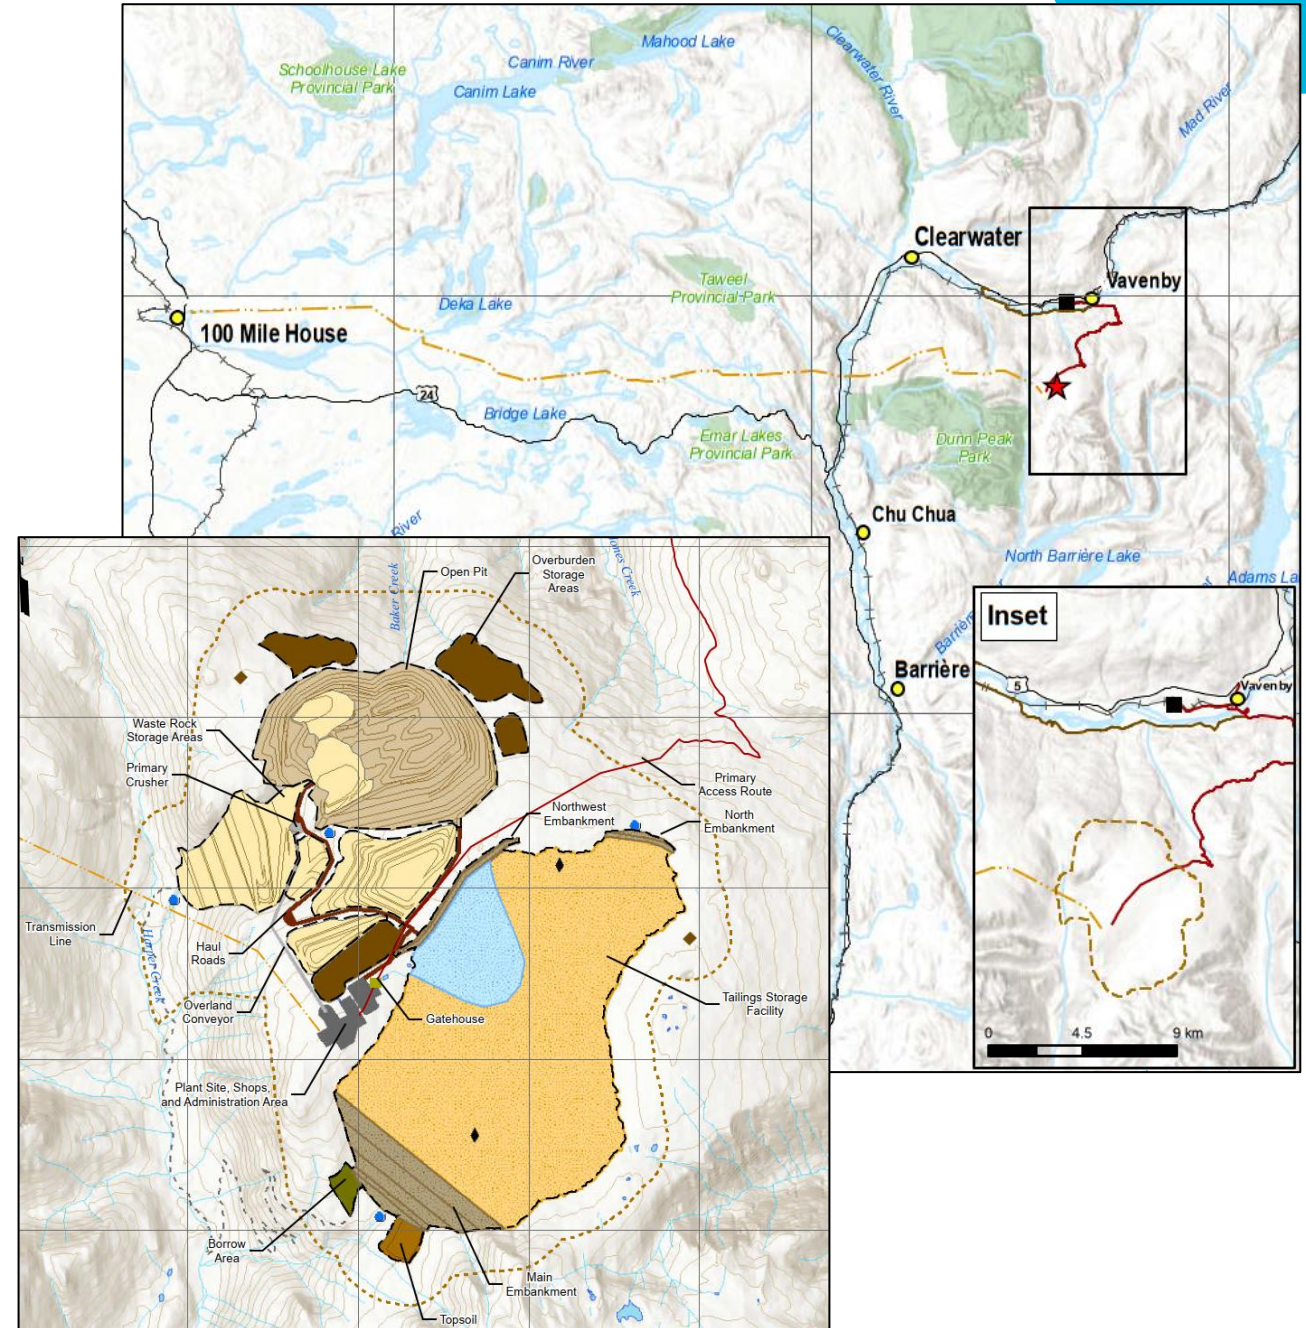 Mahood Lake
Canim River
Canim Lake
Schoolhouse Lake
Provincial Park
Clearwater River
Mad River
Clearwater
Vavenby
Taweel
Provincial Park
Deka Lake
100 Mile House
24
Bridge Lake
Emar Lakes
Provincial Park
Dunn Peak
Park
Chu Chua
North Barrière Lake
River
Barrière
Inset
5
Vavenby
0 4.5 9 km
Baker Creek
Open Pit
Overburden
Storage
Areas
Waste Rock
Storage Areas
Primary
Crusher
Primary
Access Route
Northwest
Embankment
North
Embankment
Transmission
Line
Harper Creek
Haul
Roads
Overland
Conveyor
Gatehouse
Tailings Storage
Facility
Plant Site, Shops,
and Administration Area
Borrow
Area
Main
Embankment
Topsoil